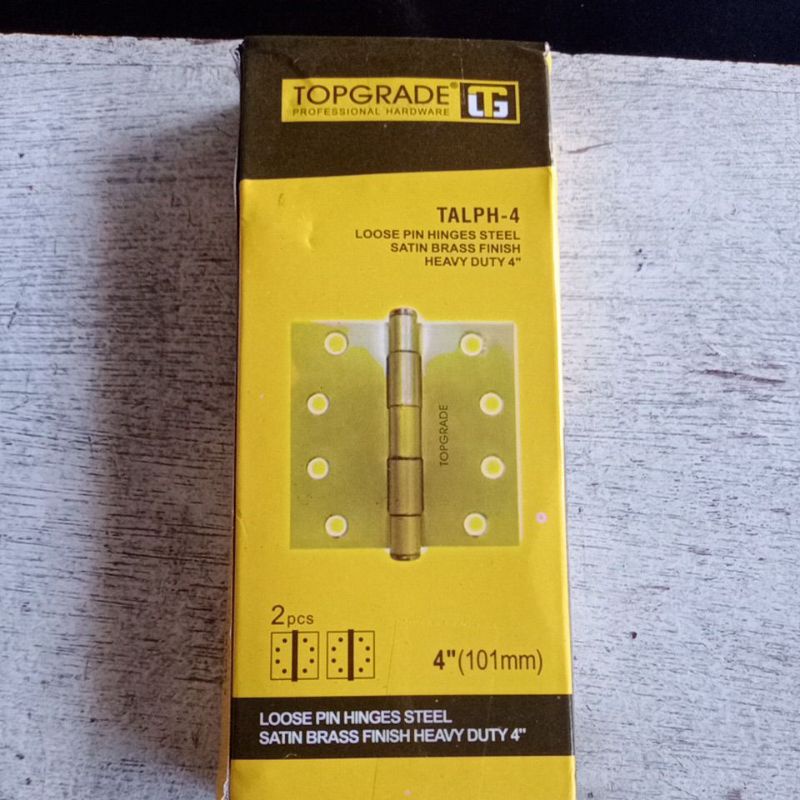 TOPGRADE®
PROFESSIONAL HARDWARE
TG
TALPH-4
LOOSE PIN HINGES STEEL
SATIN BRASS FINISH
HEAVY DUTY 4"
TOPGRADE
2pcs
4"(101mm)
LOOSE PIN HINGES STEEL
SATIN BRASS FINISH HEAVY DUTY 4"